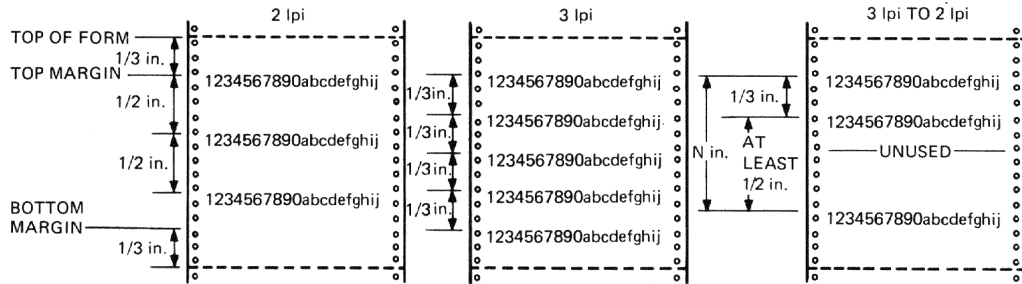 2 lpi
TOP OF FORM
1/3 in.
TOP MARGIN
1234567890abcdefghij
1/2 in.
1234567890abcdefghij
1/2 in.
1234567890abcdefghij
BOTTOM
MARGIN
1/3 in.
3 lpi
1234567890abcdefghij
1/3in.
1234567890abcdefghij
1/3in.
1234567890abcdefghij
1/3in.
1234567890abcdefghij
1/3in.
1234567890abcdefghij
3 lpi TO 2 lpi
1234567890abcdefghij
1/3 in.
1234567890abcdefghij
N in.
AT
LEAST
1/2 in.
UNUSED
1234567890abcdefghij